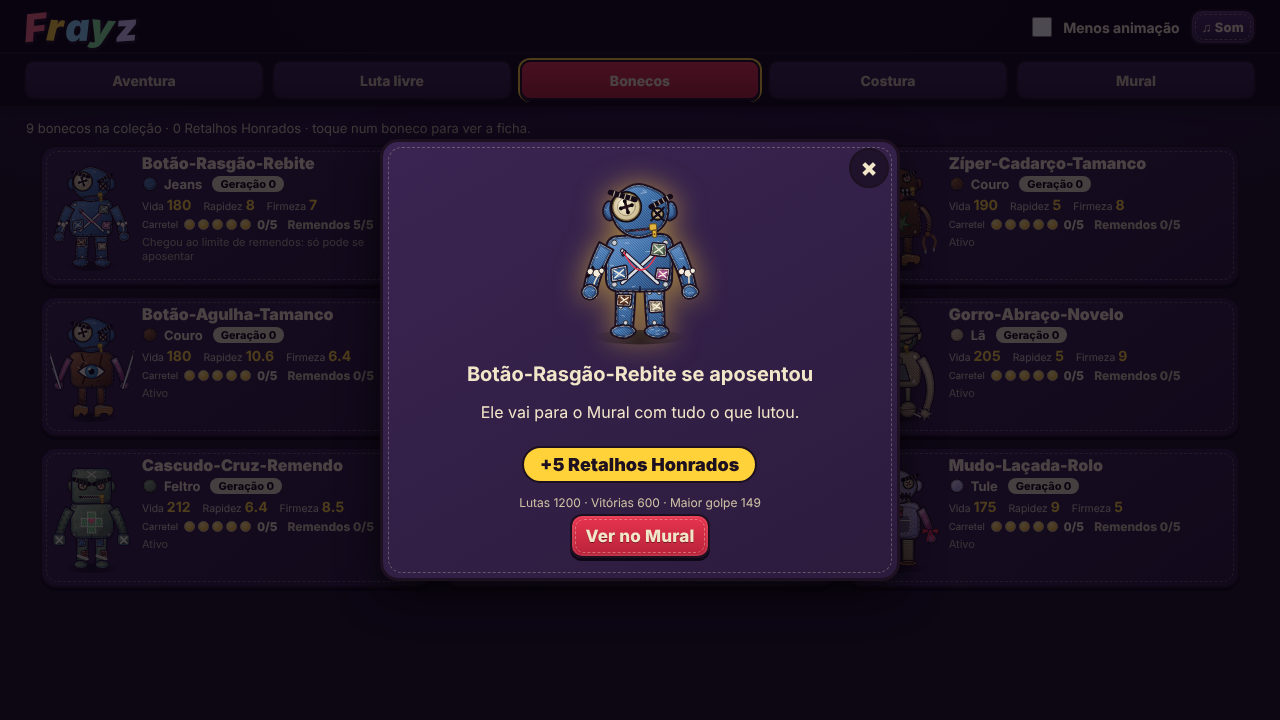 Frayz
Menos animação
♫ Som
Aventura
Luta livre
Bonecos
Costura
Mural
9 bonecos na coleção · 0 Retalhos Honrados · toque num boneco para ver a ficha.
Botão-Rasgão-Rebite
Jeans Geração 0
Vida 180 Rapidez 8 Firmeza 7
Carretel 0/5 Remendos 5/5
Chegou ao limite de remendos: só pode se
aposentar
Zíper-Cadarço-Tamanco
Couro Geração 0
Vida 190 Rapidez 5 Firmeza 8
Carretel 0/5 Remendos 0/5
Ativo
Botão-Agulha-Tamanco
Couro Geração 0
Vida 180 Rapidez 10.6 Firmeza 6.4
Carretel 0/5 Remendos 0/5
Ativo
Gorro-Abraço-Novelo
Lã Geração 0
Vida 205 Rapidez 5 Firmeza 9
Carretel 0/5 Remendos 0/5
Ativo
Cascudo-Cruz-Remendo
Feltro Geração 0
Vida 212 Rapidez 6.4 Firmeza 8.5
Carretel 0/5 Remendos 0/5
Ativo
Mudo-Laçada-Rolo
Tule Geração 0
Vida 175 Rapidez 9 Firmeza 5
Carretel 0/5 Remendos 0/5
Ativo
✖
Botão-Rasgão-Rebite se aposentou
Ele vai para o Mural com tudo o que lutou.
+5 Retalhos Honrados
Lutas 1200 · Vitórias 600 · Maior golpe 149
Ver no Mural